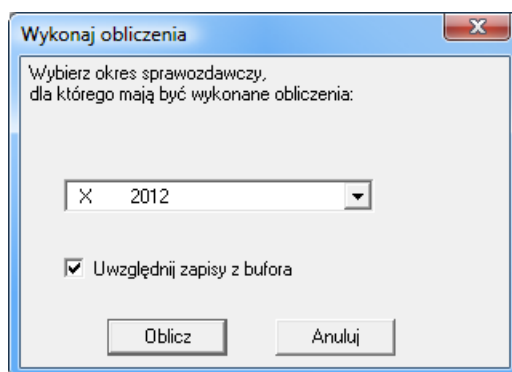 Wykonaj obliczenia
Wybierz okres sprawozdawczy,
dla którego mają być wykonane obliczenia:
X 2012
Uwzględnij zapisy z bufora
Oblicz Anuluj